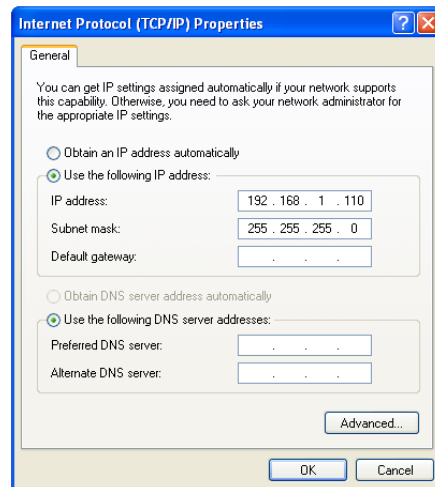 Internet Protocol (TCP/IP) Properties
General
You can get IP settings assigned automatically if your network supports
this capability. Otherwise, you need to ask your network administrator for
the appropriate IP settings.
Obtain an IP address automatically
Use the following IP address:
IP address: 192 . 168 . 1 . 110
Subnet mask: 255 . 255 . 255 . 0
Default gateway: . . .
Obtain DNS server address automatically
Use the following DNS server addresses:
Preferred DNS server: . . .
Alternate DNS server: . . .
Advanced...
OK Cancel